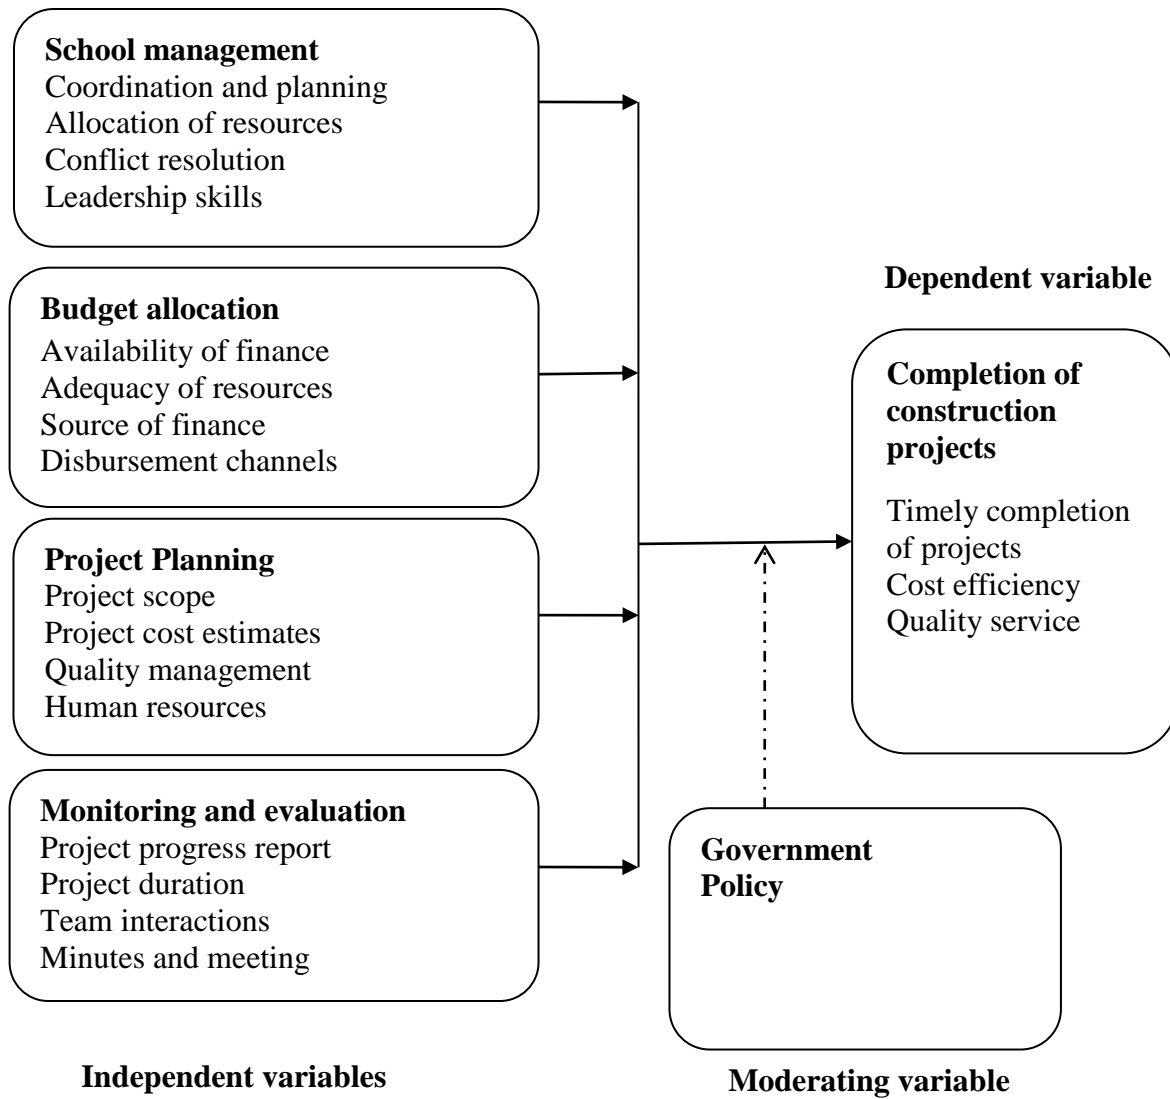 School management
Coordination and planning
Allocation of resources
Conflict resolution
Leadership skills
Budget allocation
Availability of finance
Adequacy of resources
Source of finance
Disbursement channels
Project Planning
Project scope
Project cost estimates
Quality management
Human resources
Monitoring and evaluation
Project progress report
Project duration
Team interactions
Minutes and meeting
Independent variables
Dependent variable
Completion of
construction
projects
Timely completion
of projects
Cost efficiency
Quality service
Government
Policy
Moderating variable